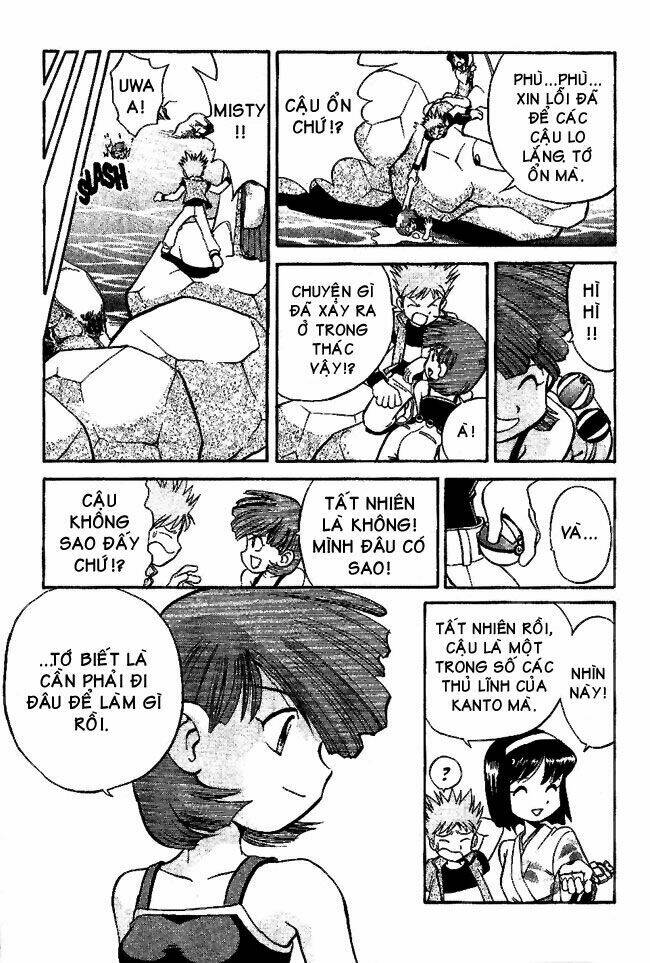 UWA
A!
MISTY
!!
SLASH
CẬU ỔN
CHỨ!?
PHÙ...PHÙ...
XIN LỖI ĐÃ
ĐỂ CÁC
CẬU LO
LẮNG. TỚ
ỔN MÀ.
CHUYỆN GÌ
ĐÃ XẢY RA
Ở TRONG
THÁC
VẬY!?
À!
HÌ
HÌ
!!
CẬU
KHÔNG
SAO ĐẤY
CHỨ!?
TẤT NHIÊN
LÀ KHÔNG!
MÌNH ĐÂU CÓ
SAO!
VÀ...
...TỚ BIẾT LÀ
CẦN PHẢI ĐI
ĐÂU ĐỂ LÀM GÌ
RỒI.
TẤT NHIÊN RỒI,
CẬU LÀ MỘT
TRONG SỐ CÁC
THỦ LĨNH CỦA
KANTO MÀ.
NHÌN
NÀY!
?